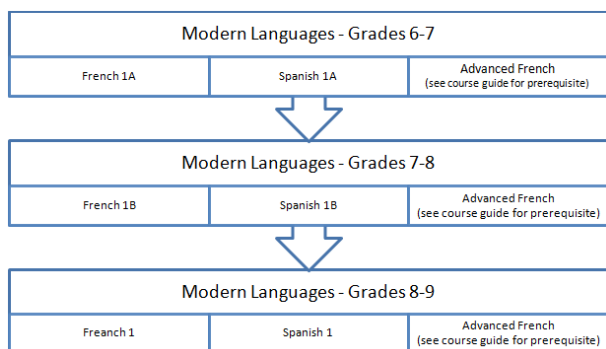 Modern Languages - Grades 6-7
French 1A
Spanish 1A
Advanced French
(see course guide for prerequisite)
Modern Languages - Grades 7-8
French 1B
Spanish 1B
Advanced French
(see course guide for prerequisite)
Modern Languages - Grades 8-9
Freanch 1
Spanish 1
Advanced French
(see course guide for prerequisite)